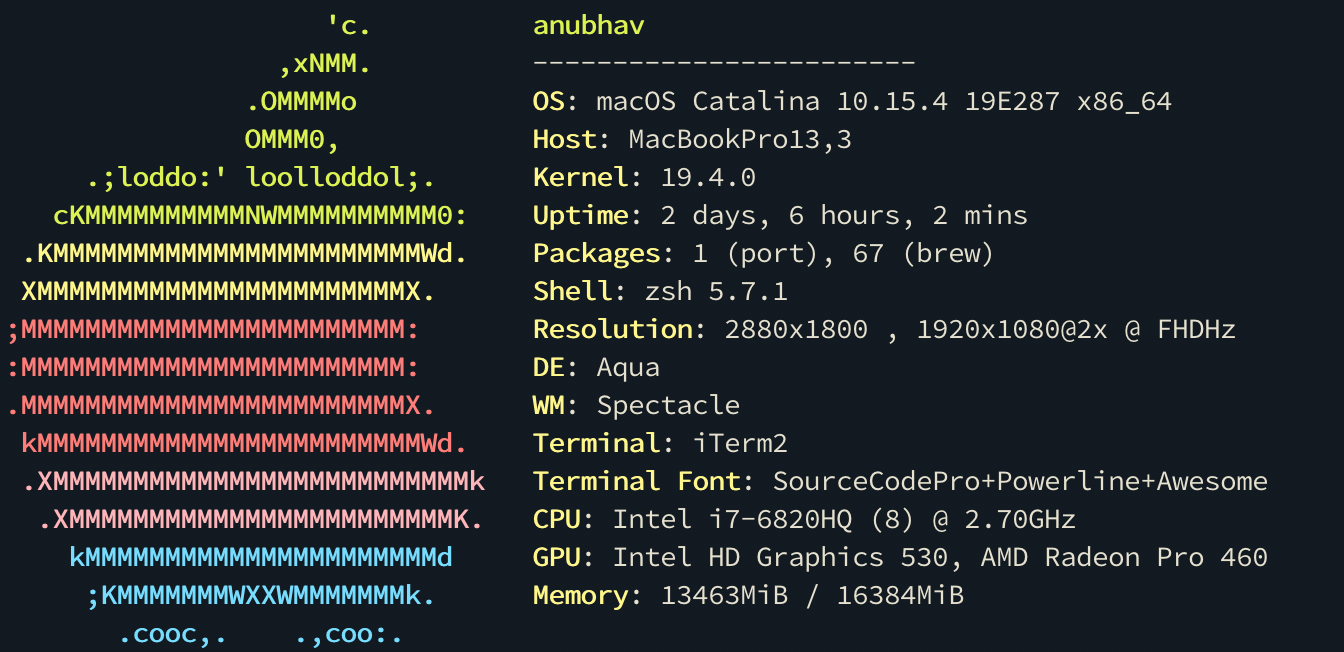 'c. anubhav
,xNMM. ------------------------
.OMMMMo OS: macOS Catalina 10.15.4 19E287 x86_64
OMMM0, Host: MacBookPro13,3
.;loddo:' loolloddol;. Kernel: 19.4.0
cKMMMMMMMMMMNWMMMMMMMMMM0: Uptime: 2 days, 6 hours, 2 mins
.KMMMMMMMMMMMMMMMMMMMMMMMWd. Packages: 1 (port), 67 (brew)
XMMMMMMMMMMMMMMMMMMMMMMMX. Shell: zsh 5.7.1
;MMMMMMMMMMMMMMMMMMMMMMMM: Resolution: 2880x1800 , 1920x1080@2x @ FHDHz
:MMMMMMMMMMMMMMMMMMMMMMMM: DE: Aqua
.MMMMMMMMMMMMMMMMMMMMMMMMX. WM: Spectacle
kMMMMMMMMMMMMMMMMMMMMMMMMWd. Terminal: iTerm2
.XMMMMMMMMMMMMMMMMMMMMMMMMMMk Terminal Font: SourceCodePro+Powerline+Awesome
.XMMMMMMMMMMMMMMMMMMMMMMMMK. CPU: Intel i7-6820HQ (8) @ 2.70GHz
kMMMMMMMMMMMMMMMMMMMMMMd GPU: Intel HD Graphics 530, AMD Radeon Pro 460
;KMMMMMMMWXXWMMMMMMMk. Memory: 13463MiB / 16384MiB
.cooc,. .,coo:.